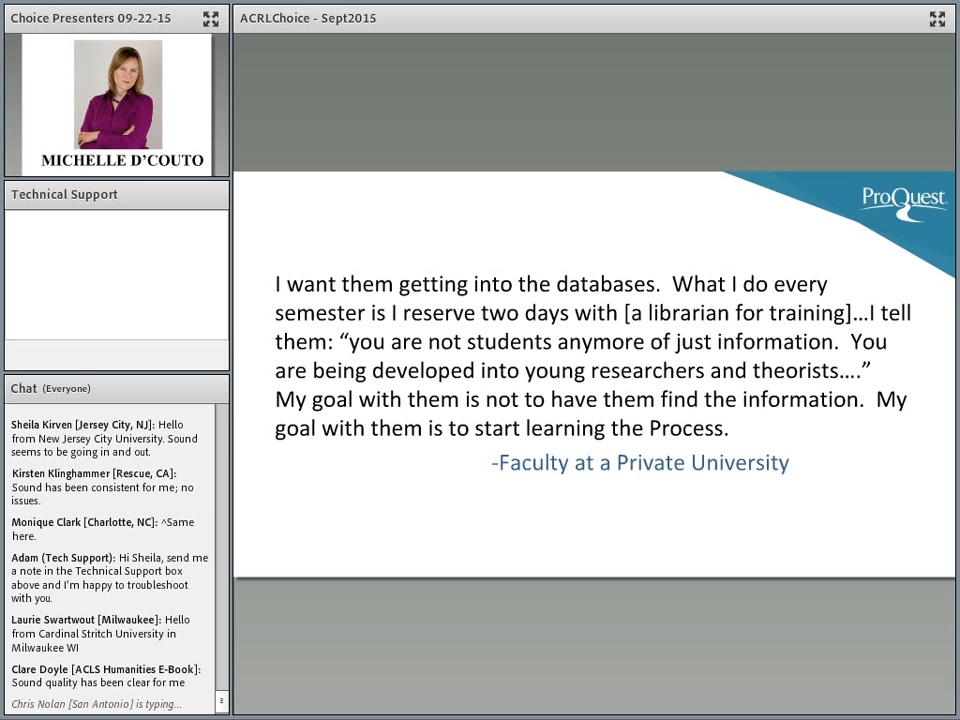 Choice Presenters 09-22-15
MICHELLE D'COUTO
Technical Support
Chat (Everyone)
Sheila Kirven [Jersey City, NJ]: Hello
from New Jersey City University. Sound
seems to be going in and out.
Kirsten Klinghammer [Rescue, CA]:
Sound has been consistent for me; no
issues.
Monique Clark [Charlotte, NC]: ^Same
here.
Adam (Tech Support): Hi Sheila, send me
a note in the Technical Support box
above and I'm happy to troubleshoot
with you.
Laurie Swartwout [Milwaukee]: Hello
from Cardinal Stritch University in
Milwaukee WI
Clare Doyle [ACLS Humanities E-Book]:
Sound quality has been clear for me
Chris Nolan [San Antonio] is typing...
ACRLChoice - Sept2015
ProQuest
I want them getting into the databases.  What I do every
semester is I reserve two days with [a librarian for training]…I tell
them: “you are not students anymore of just information.  You
are being developed into young researchers and theorists….”
My goal with them is not to have them find the information.  My
goal with them is to start learning the Process.
-Faculty at a Private University